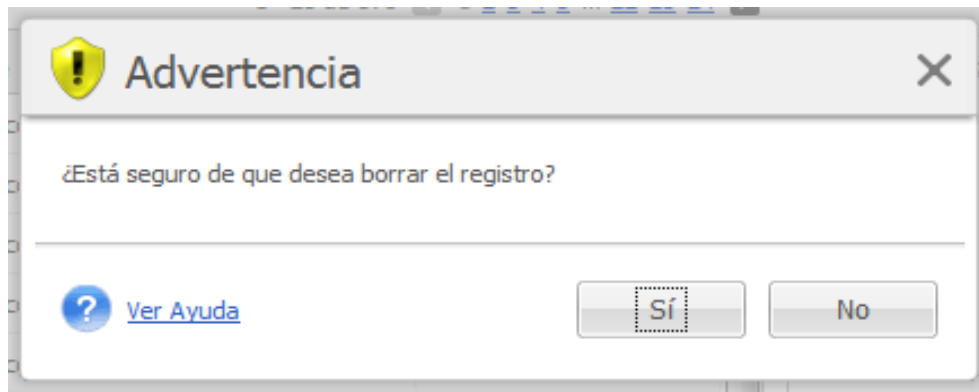 Advertencia
¿Está seguro de que desea borrar el registro?
Ver Ayuda
Sí
No